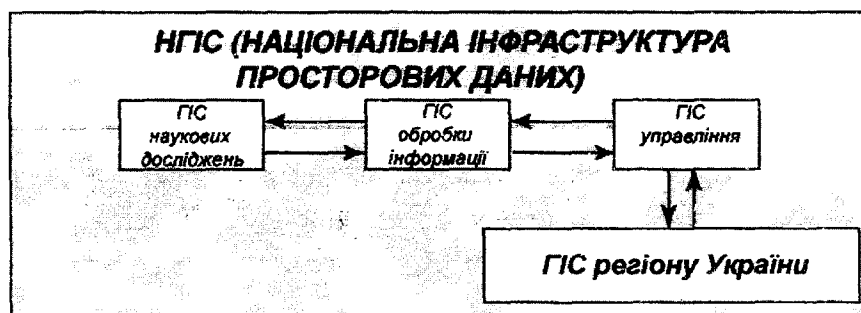 НГІС (НАЦІОНАЛЬНА ІНФРАСТРУКТУРА
ПРОСТОРОВИХ ДАНИХ)
ГІС
наукових
досліджень
ГІС
обробки
інформації
ГІС
управління
ГІС регіону України